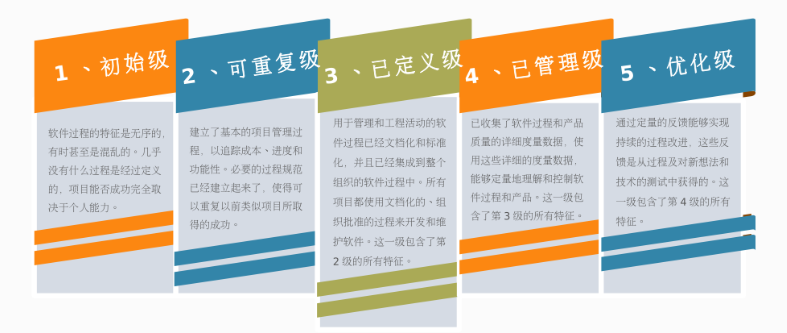 1、初始级
软件过程的特征是无序的,
有时甚至是混乱的。几乎
没有什么过程是经过定义
的，项目能否成功完全取
决于个人能力。
2、可重复级
建立了基本的项目管理过
程，以追踪成本、进度和
功能性。必要的过程规范
已经建立起来了，使得可
以重复以前类似项目所取
得的成功。
3、已定义级
用于管理和工程活动的软
件过程已经文档化和标准
化，并且已经集成到整个
组织的软件过程中。所有
项目都使用文档化的、组
织批准的过程来开发和维
护软件。这一级包含了第
2级的所有特征。
4、已管理级
已收集了软件过程和产品
质量的详细度量数据，使
用这些详细的度量数据，
能够定量地理解和控制软
件过程和产品。这一级包
含了第3级的所有特征。
5、优化级
通过定量的反馈能够实现
持续的过程改进，这些反
馈是从过程及对新想法和
技术的测试中获得的。这
一级包含了第4级的所有
特征。